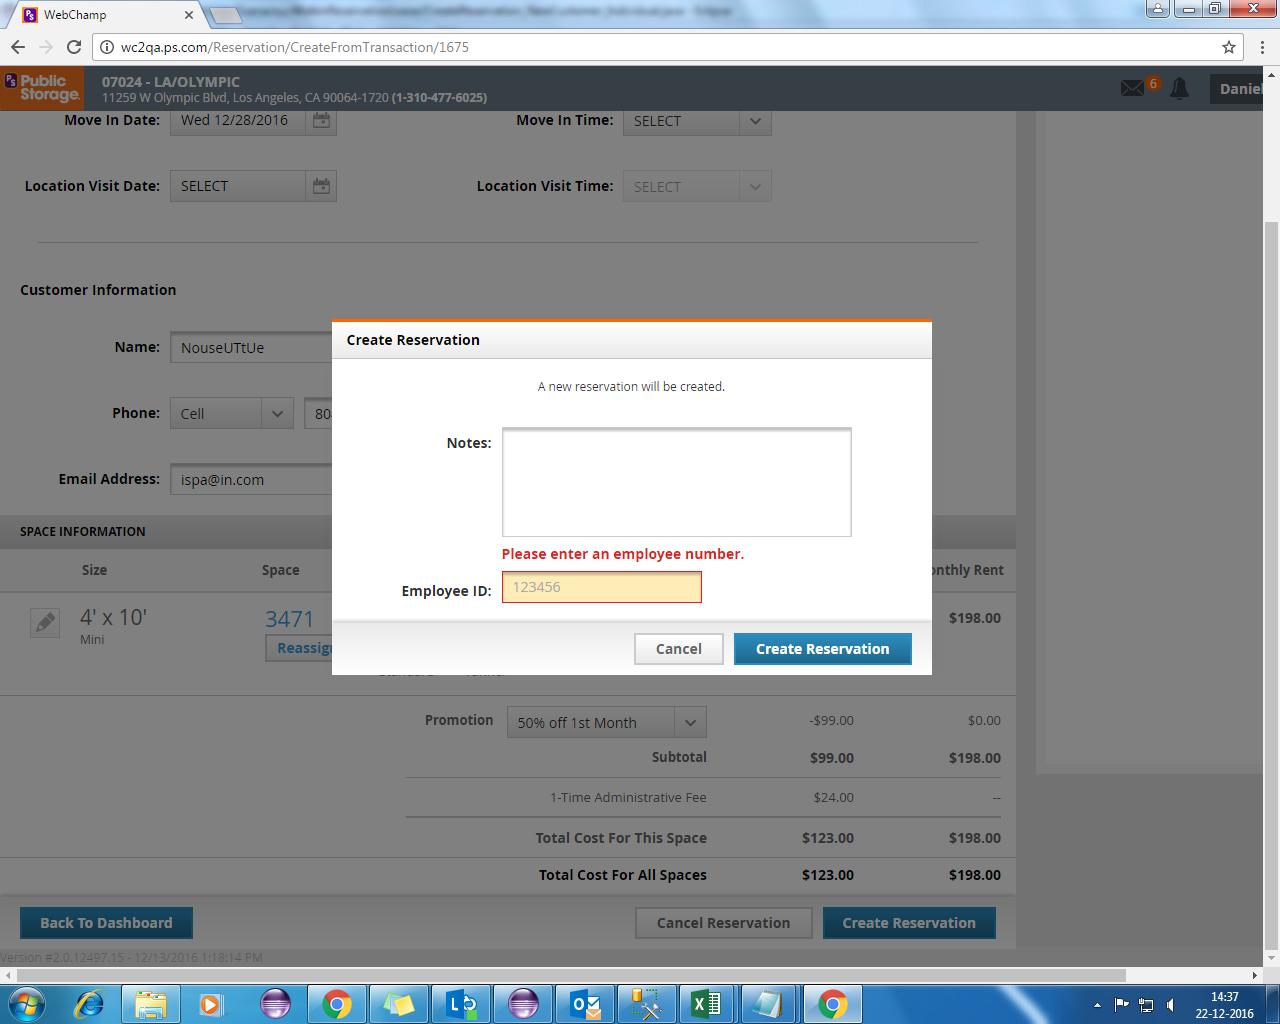 WebChamp
wc2qa.ps.com/Reservation/CreateFromTransaction/1675
PS Public Storage.
07024 - LA/OLYMPIC
11259 W Olympic Blvd, Los Angeles, CA 90064-1720 (1-310-477-6025)
6
Daniel
Move In Date: Wed 12/28/2016 Move In Time: SELECT
Location Visit Date: SELECT Location Visit Time: SELECT
Customer Information
Name: NouseUTtUe
Phone: Cell 80
Email Address: ispa@in.com
Create Reservation
A new reservation will be created.
Notes:
Please enter an employee number.
Employee ID: 123456
Cancel Create Reservation
SPACE INFORMATION
Size Space onthly Rent
4' x 10' 3471 $198.00
Mini Reassig
Promotion 50% off 1st Month -$99.00 $0.00
Subtotal $99.00 $198.00
1-Time Administrative Fee $24.00 --
Total Cost For This Space $123.00 $198.00
Total Cost For All Spaces $123.00 $198.00
Back To Dashboard Cancel Reservation Create Reservation
Version #2.0.12497.15 - 12/13/2016 1:18:14 PM
14:37
22-12-2016